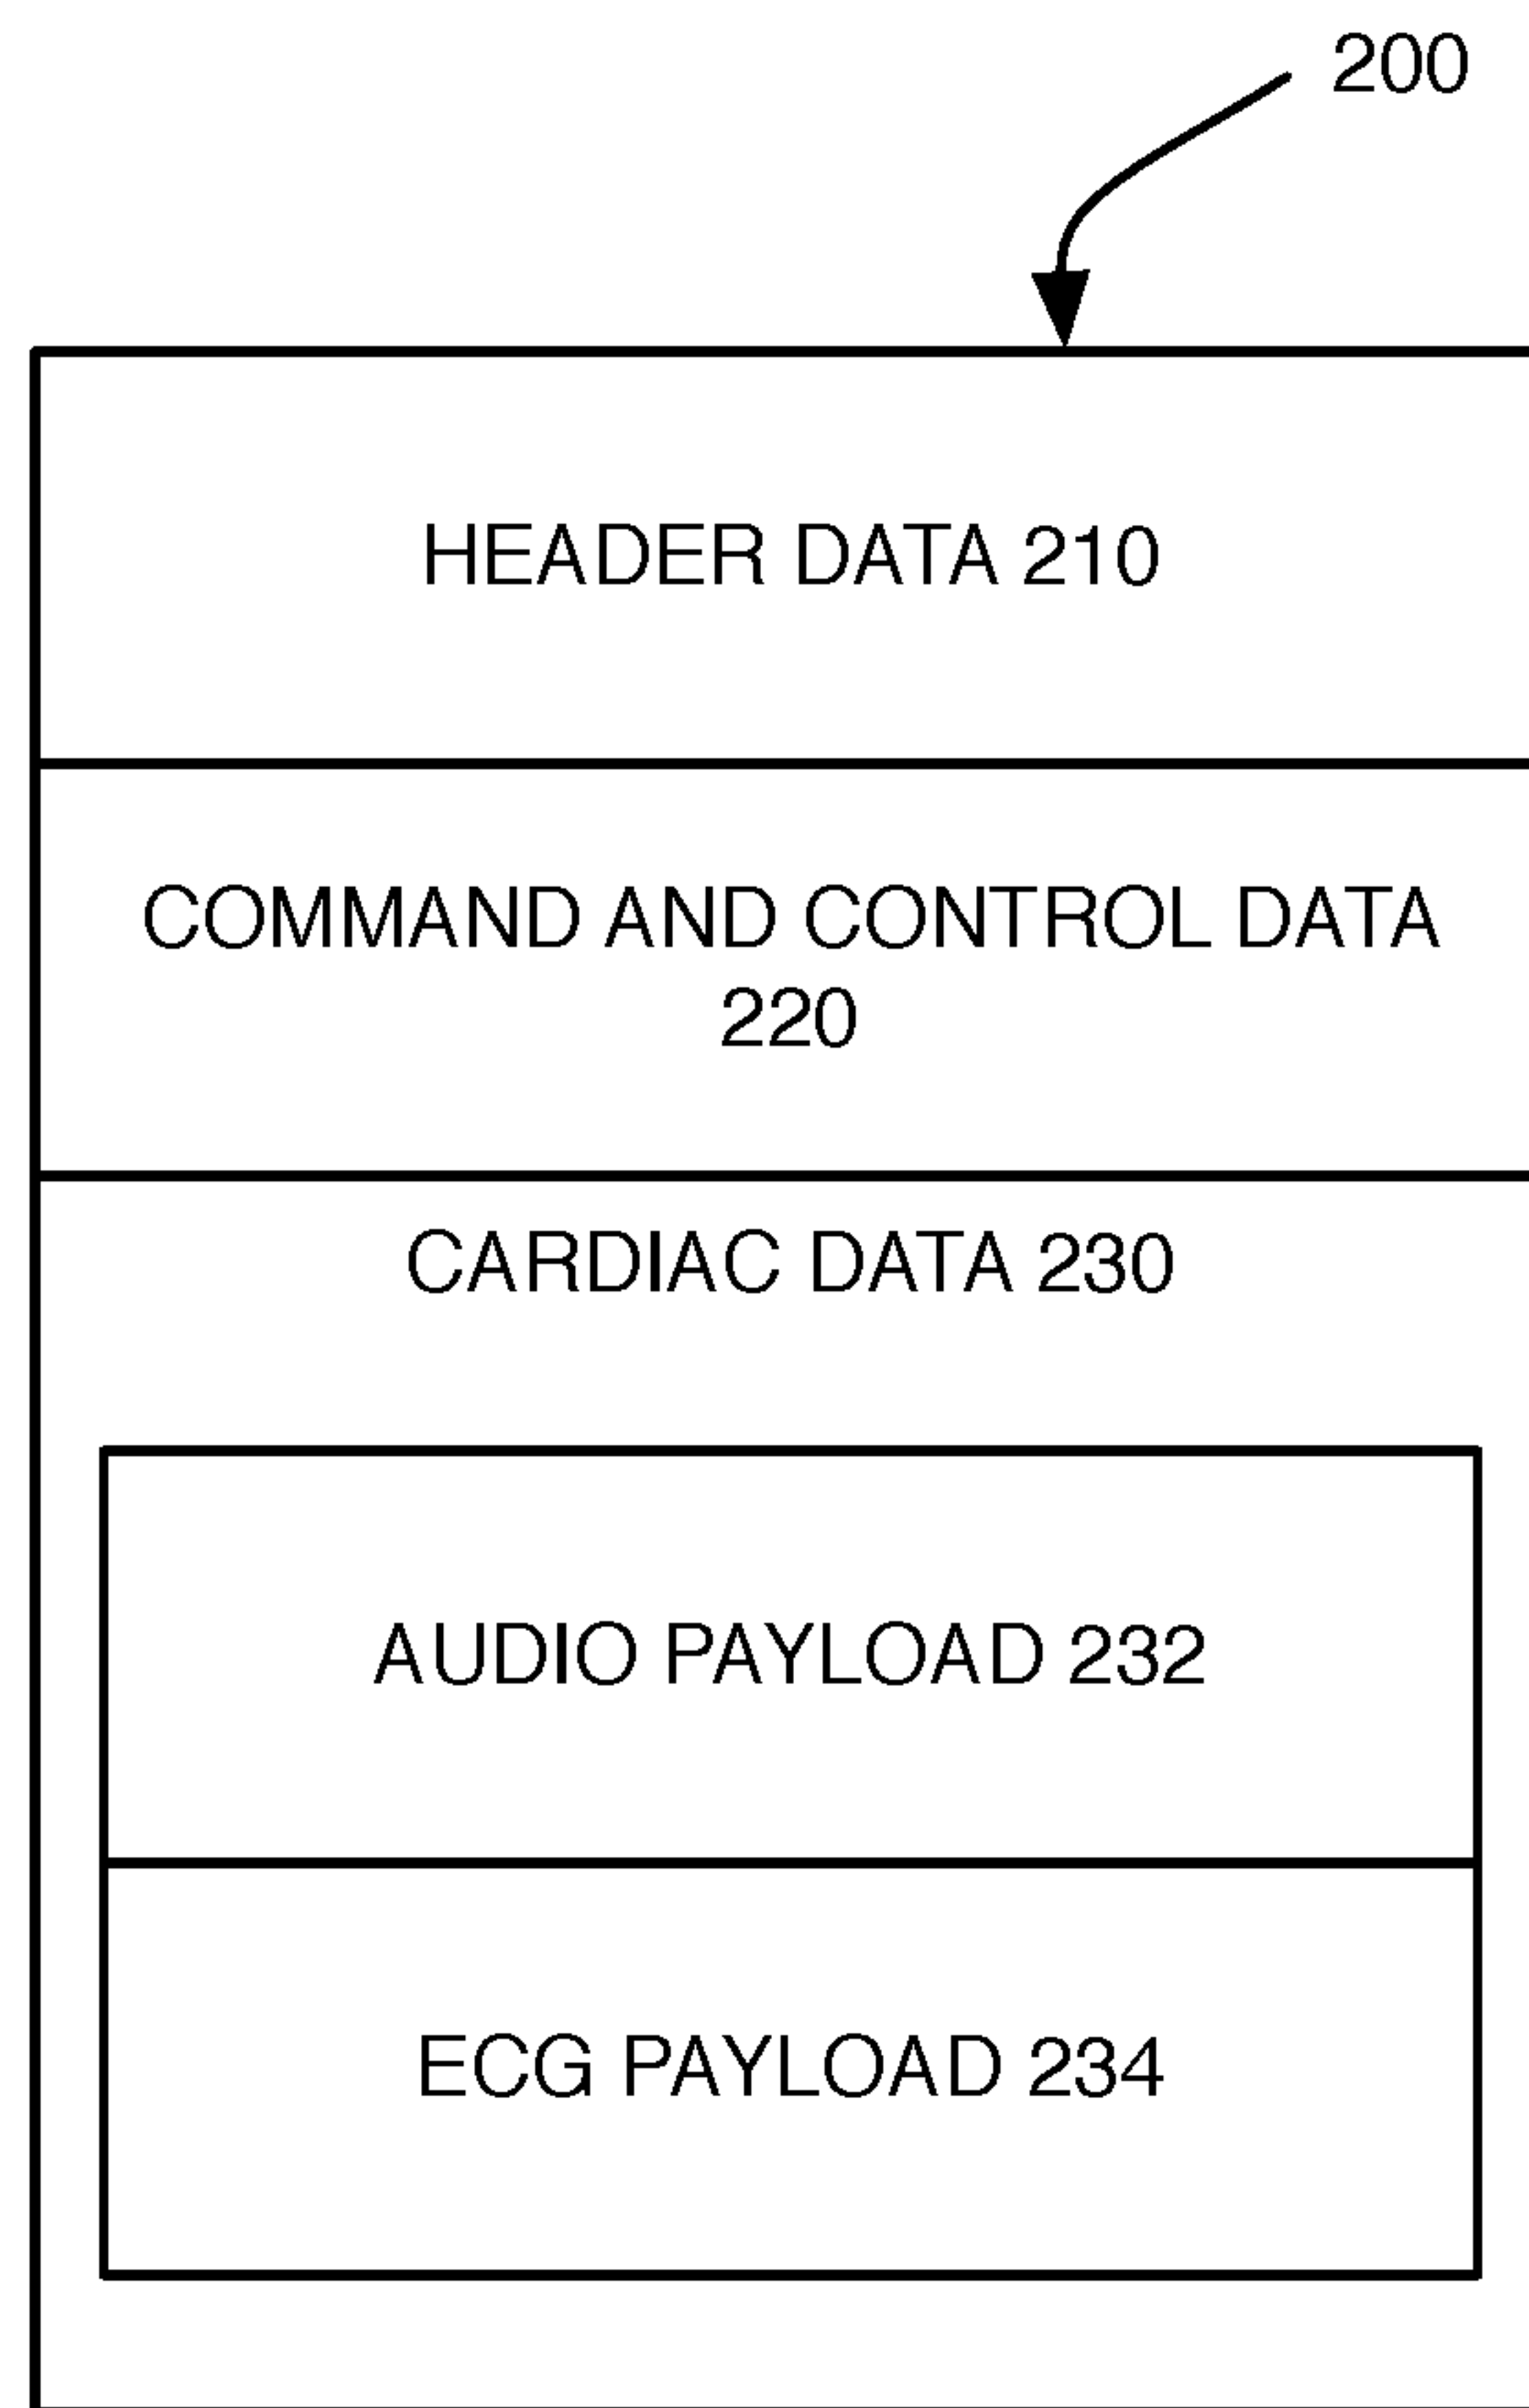 200
HEADER DATA 210
COMMAND AND CONTROL DATA
220
CARDIAC DATA 230
AUDIO PAYLOAD 232
ECG PAYLOAD 234